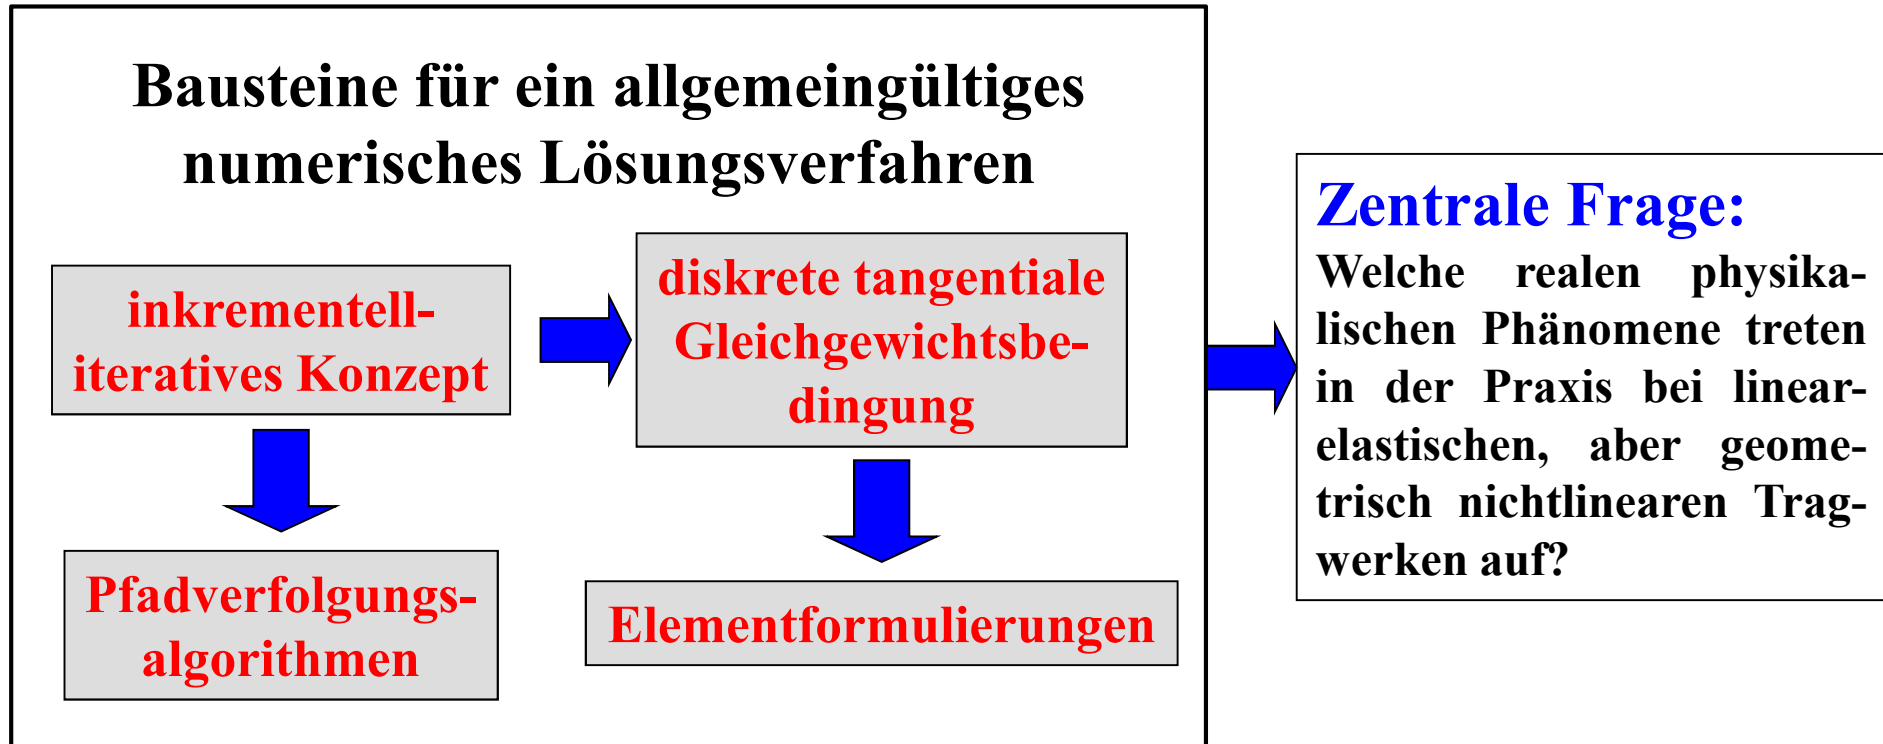 Bausteine für ein allgemeingültiges
numerisches Lösungsverfahren
inkrementell-
iteratives Konzept
diskrete tangentiale
Gleichgewichtsbe-
dingung
Pfadverfolgungs-
algorithmen
Elementformulierungen
Zentrale Frage:
Welche realen physika-
lischen Phänomene treten
in der Praxis bei linear-
elastischen, aber geome-
trisch nichtlinearen Trag-
werken auf?